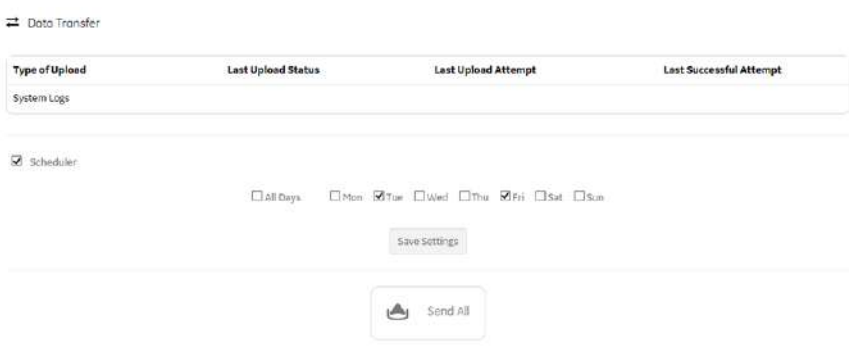 Data Transfer
Type of Upload Last Upload Status Last Upload Attempt Last Successful Attempt
System Logs
Scheduler
All Days Mon Tue Wed Thu Fri Sat Sun
Save Settings
Send All